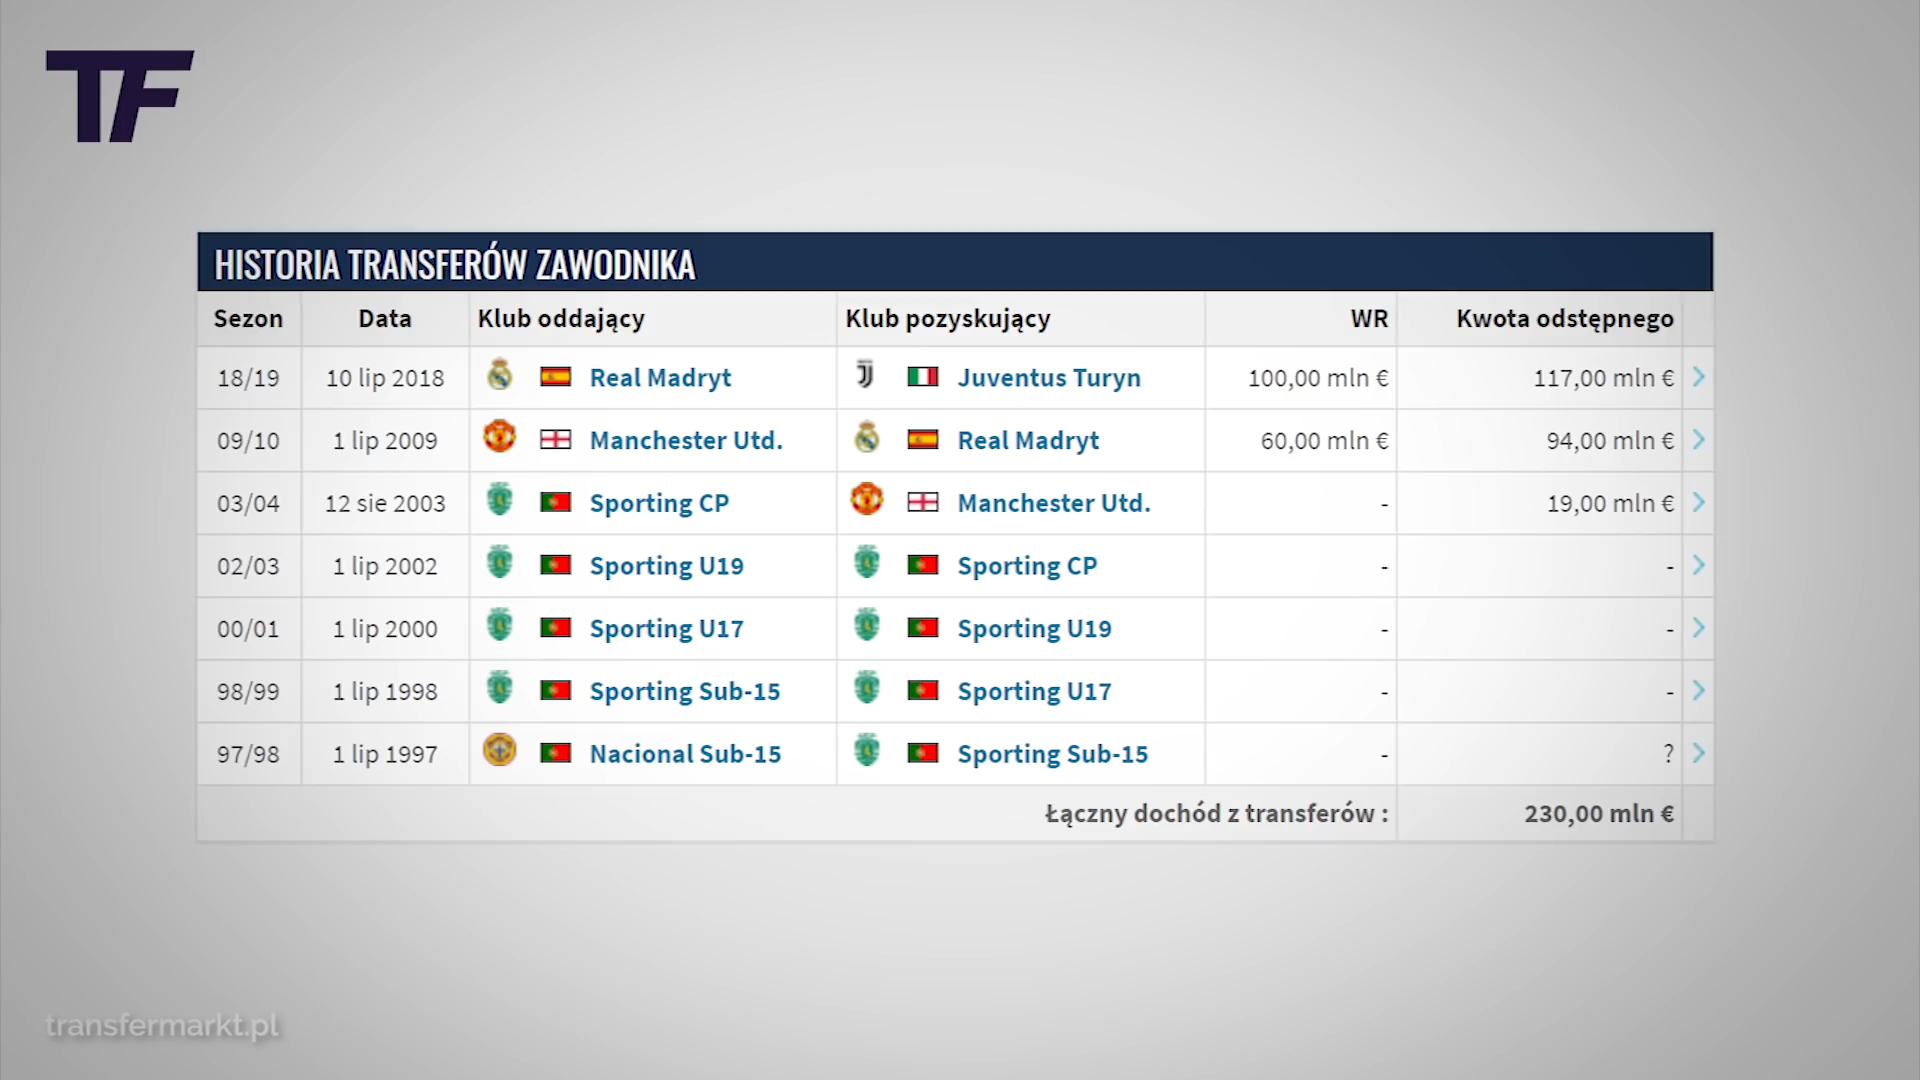 TF
HISTORIA TRANSFERÓW ZAWODNIKA
Sezon Data Klub oddający Klub pozyskujący WR Kwota odstępnego
18/19 10 lip 2018 Real Madryt Juventus Turyn 100,00 mln € 117,00 mln €
09/10 1 lip 2009 Manchester Utd. Real Madryt 60,00 mln € 94,00 mln €
03/04 12 sie 2003 Sporting CP Manchester Utd. - 19,00 mln €
02/03 1 lip 2002 Sporting U19 Sporting CP - -
00/01 1 lip 2000 Sporting U17 Sporting U19 - -
98/99 1 lip 1998 Sporting Sub-15 Sporting U17 - -
97/98 1 lip 1997 Nacional Sub-15 Sporting Sub-15 - ?
Łączny dochód z transferów : 230,00 mln €
transfermarkt.pl